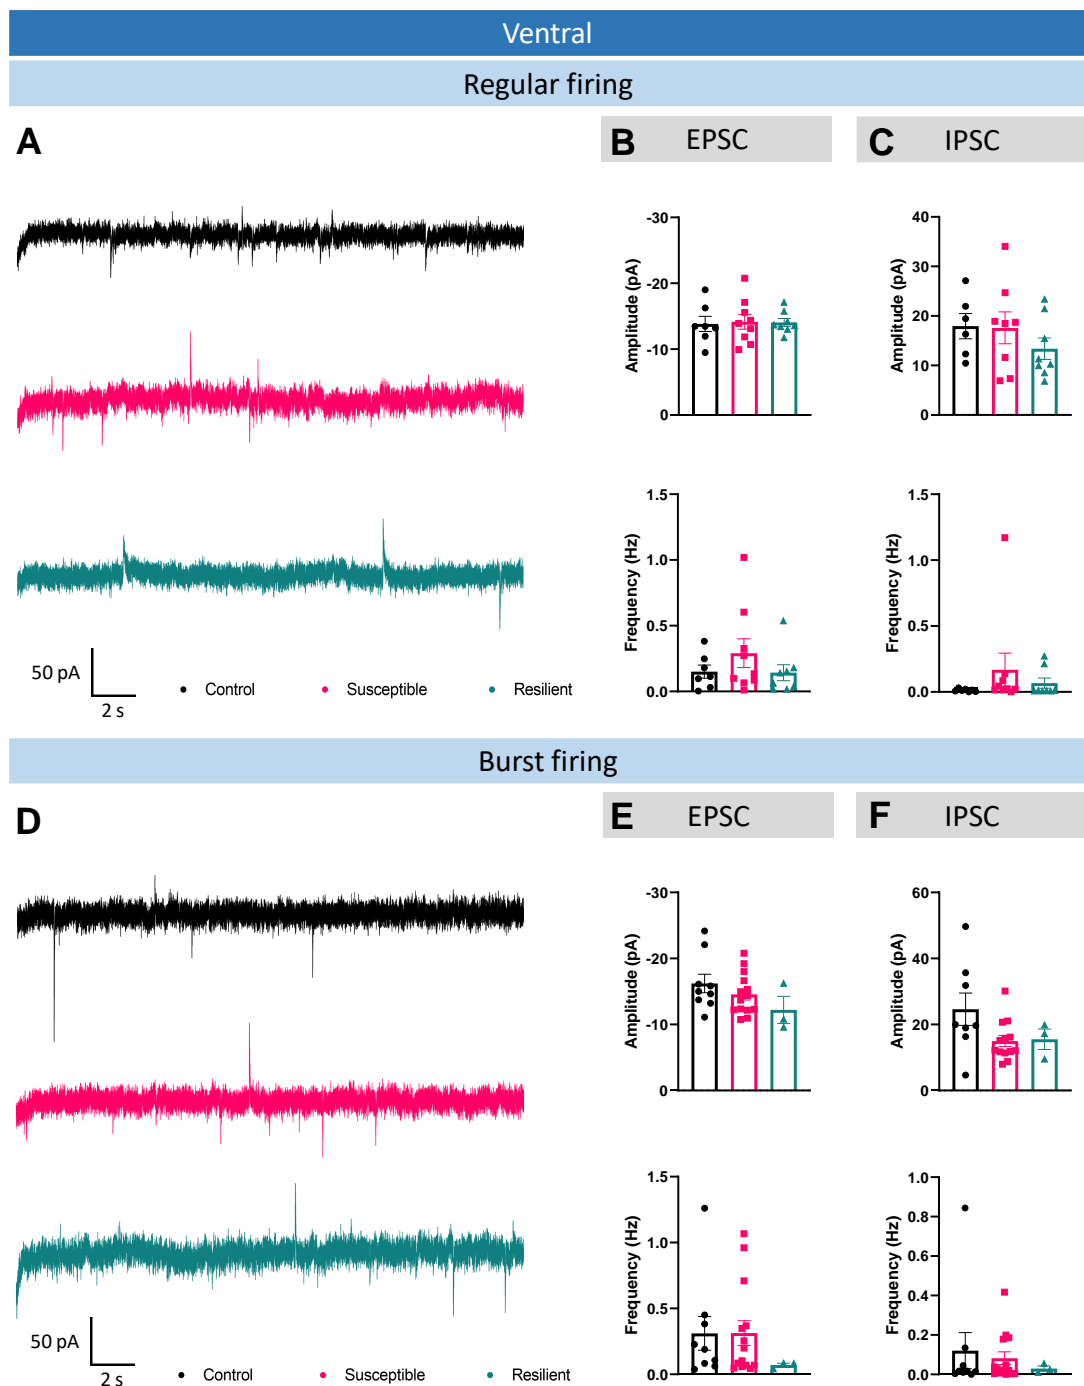 Ventral
Regular firing
A
B EPSC
C IPSC
Amplitude (pA)
-30
-20
-10
0
Amplitude (pA)
40
30
20
10
0
Frequency (Hz)
1.5
1.0
0.5
0.0
Frequency (Hz)
1.5
1.0
0.5
0.0
50 pA
2 s
Control Susceptible Resilient
Burst firing
D
E EPSC
F IPSC
Amplitude (pA)
-30
-20
-10
0
Amplitude (pA)
60
40
20
0
Frequency (Hz)
1.5
1.0
0.5
0.0
Frequency (Hz)
1.0
0.8
0.6
0.4
0.2
0.0
50 pA
2 s
Control Susceptible Resilient